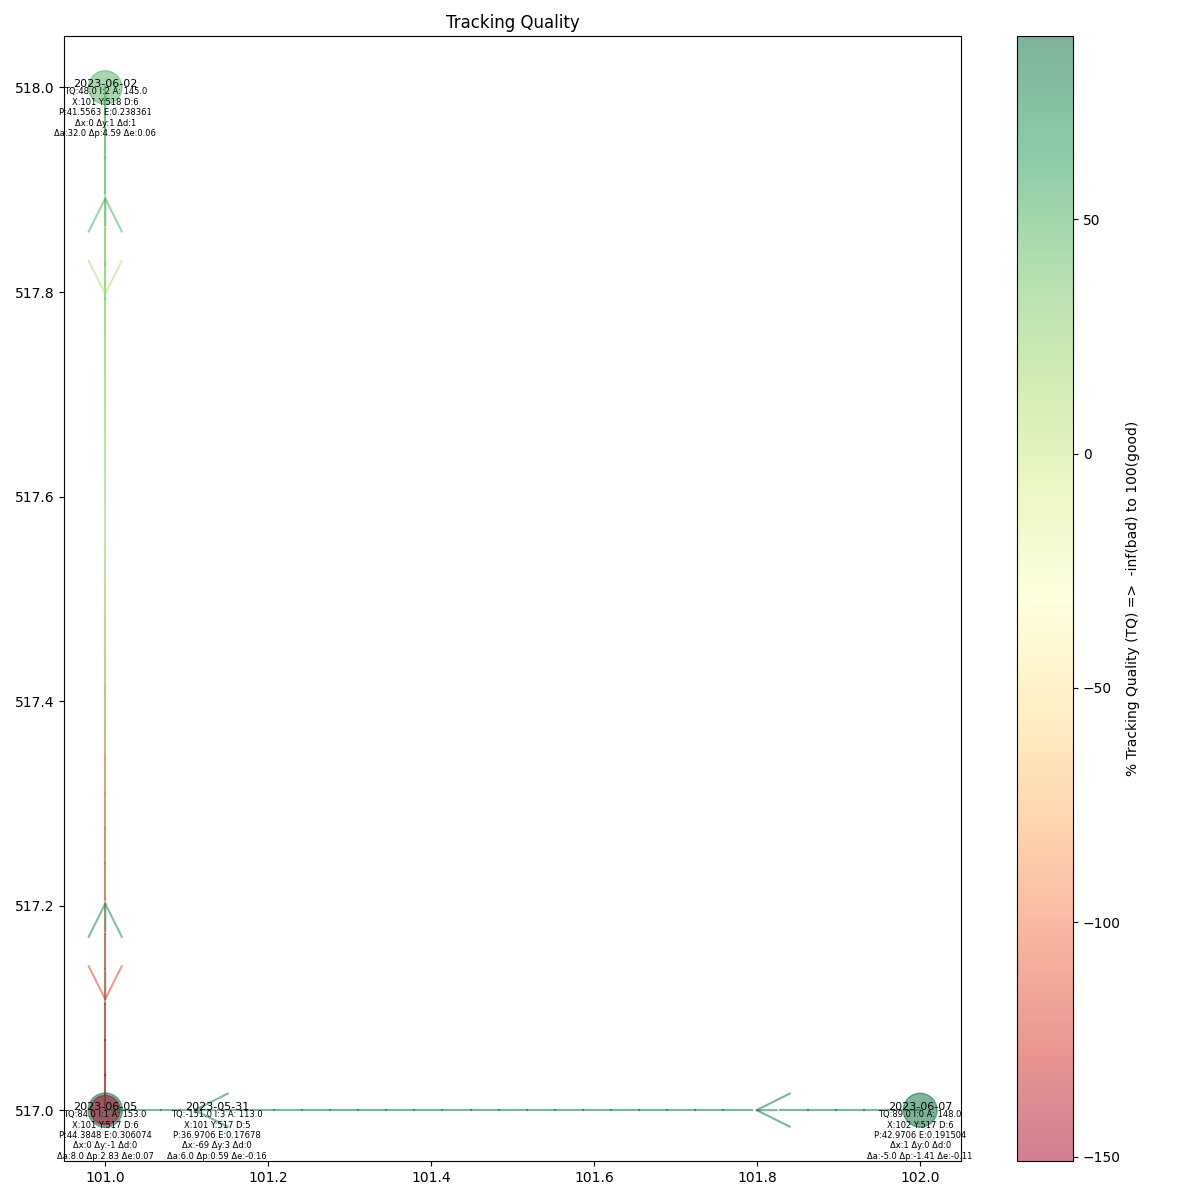 Tracking Quality
518.0
517.8
517.6
517.4
517.2
517.0
2023-06-02
TQ:48.0 I:2 A: 145.0
X:101 Y:518 D:6
P:41.5563 E:0.238361
Δx:0 Δy:1 Δd:1
Δa:32.0 Δp:4.59 Δe:0.06
2023-06-05
TQ:84.0 I:1 A: 153.0
X:101 Y:517 D:6
P:44.3848 E:0.306074
Δx:0 Δy:-1 Δd:0
Δa:8.0 Δp:2.83 Δe:0.07
2023-05-31
TQ:-151.0 I:3 A: 113.0
X:101 Y:517 D:5
P:36.9706 E:0.17678
Δx:-69 Δy:3 Δd:0
Δa:6.0 Δp:0.59 Δe:-0.16
2023-06-07
TQ:89.0 I:0 A: 148.0
X:102 Y:517 D:6
P:42.9706 E:0.191504
Δx:1 Δy:0 Δd:0
Δa:-5.0 Δp:-1.41 Δe:-0.11
101.0
101.2
101.4
101.6
101.8
102.0
50
0
−50
−100
−150
% Tracking Quality (TQ) => -inf(bad) to 100(good)